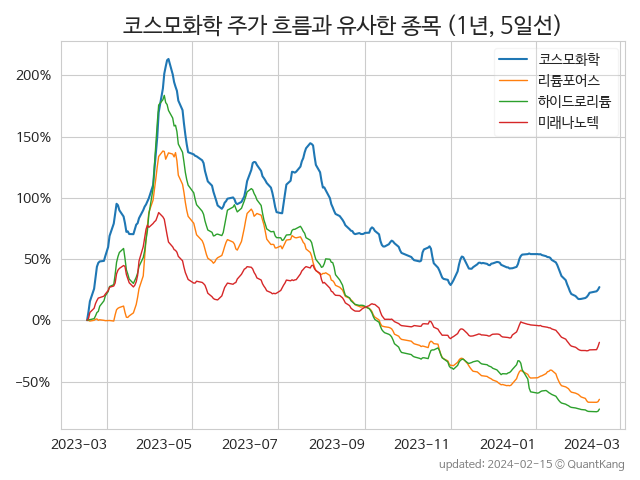 코스모화학 주가 흐름과 유사한 종목 (1년, 5일선)
코스모화학
리튬포어스
하이드로리튬
미래나노텍
200%
150%
100%
50%
0%
−50%
2023-03 2023-05 2023-07 2023-09 2023-11 2024-01 2024-03
updated: 2024-02-15 © QuantKang